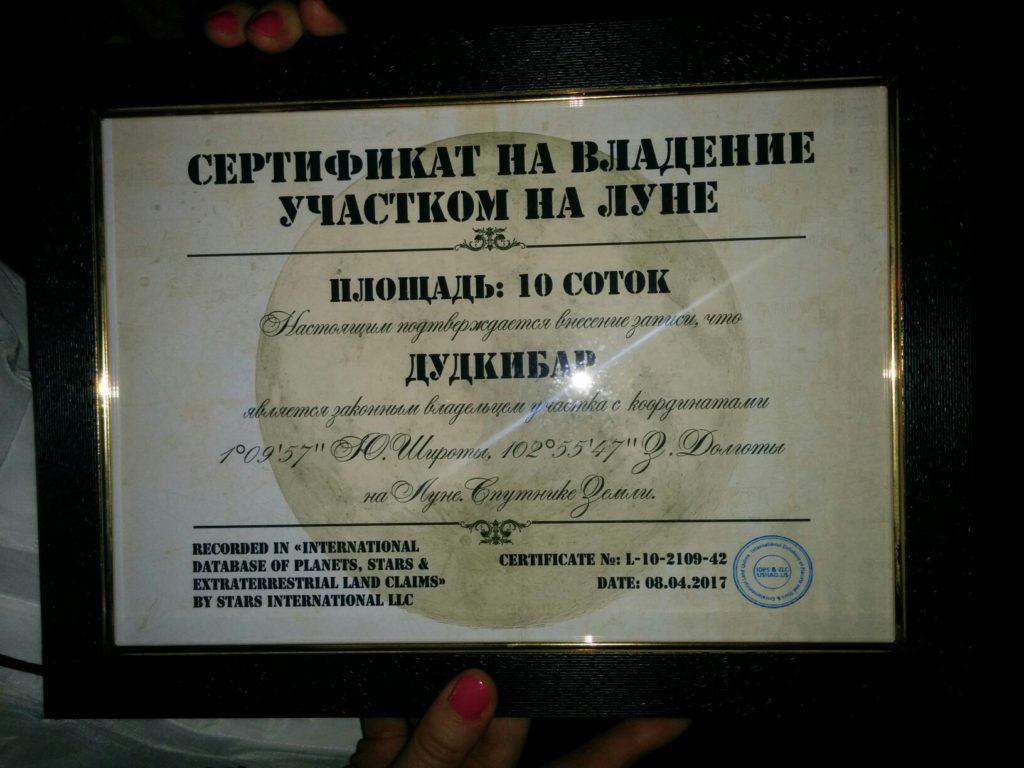 СЕРТИФИКАТ НА ВЛАДЕНИЕ
УЧАСТКОМ НА ЛУНЕ
ПЛОЩАДЬ: 10 СОТОК
Настоящим подтверждается внесение записи, что
ДУДКИБАР
является законным владельцем участка с координатами
1°09'57" Ю.Широты, 102°55'47" З.Долготы
на Луне.Спутнике Земли.
RECORDED IN «INTERNATIONAL
DATABASE OF PLANETS, STARS &
EXTRATERRESTRIAL LAND CLAIMS»
BY STARS INTERNATIONAL LLC
CERTIFICATE №: L-10-2109-42
DATE: 08.04.2017